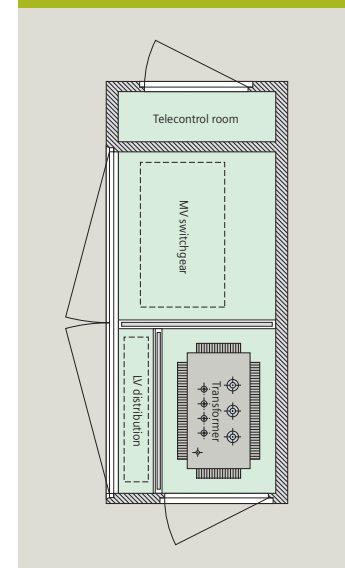 Telecontrol room
MV switchgear
LV distribution
Transformer